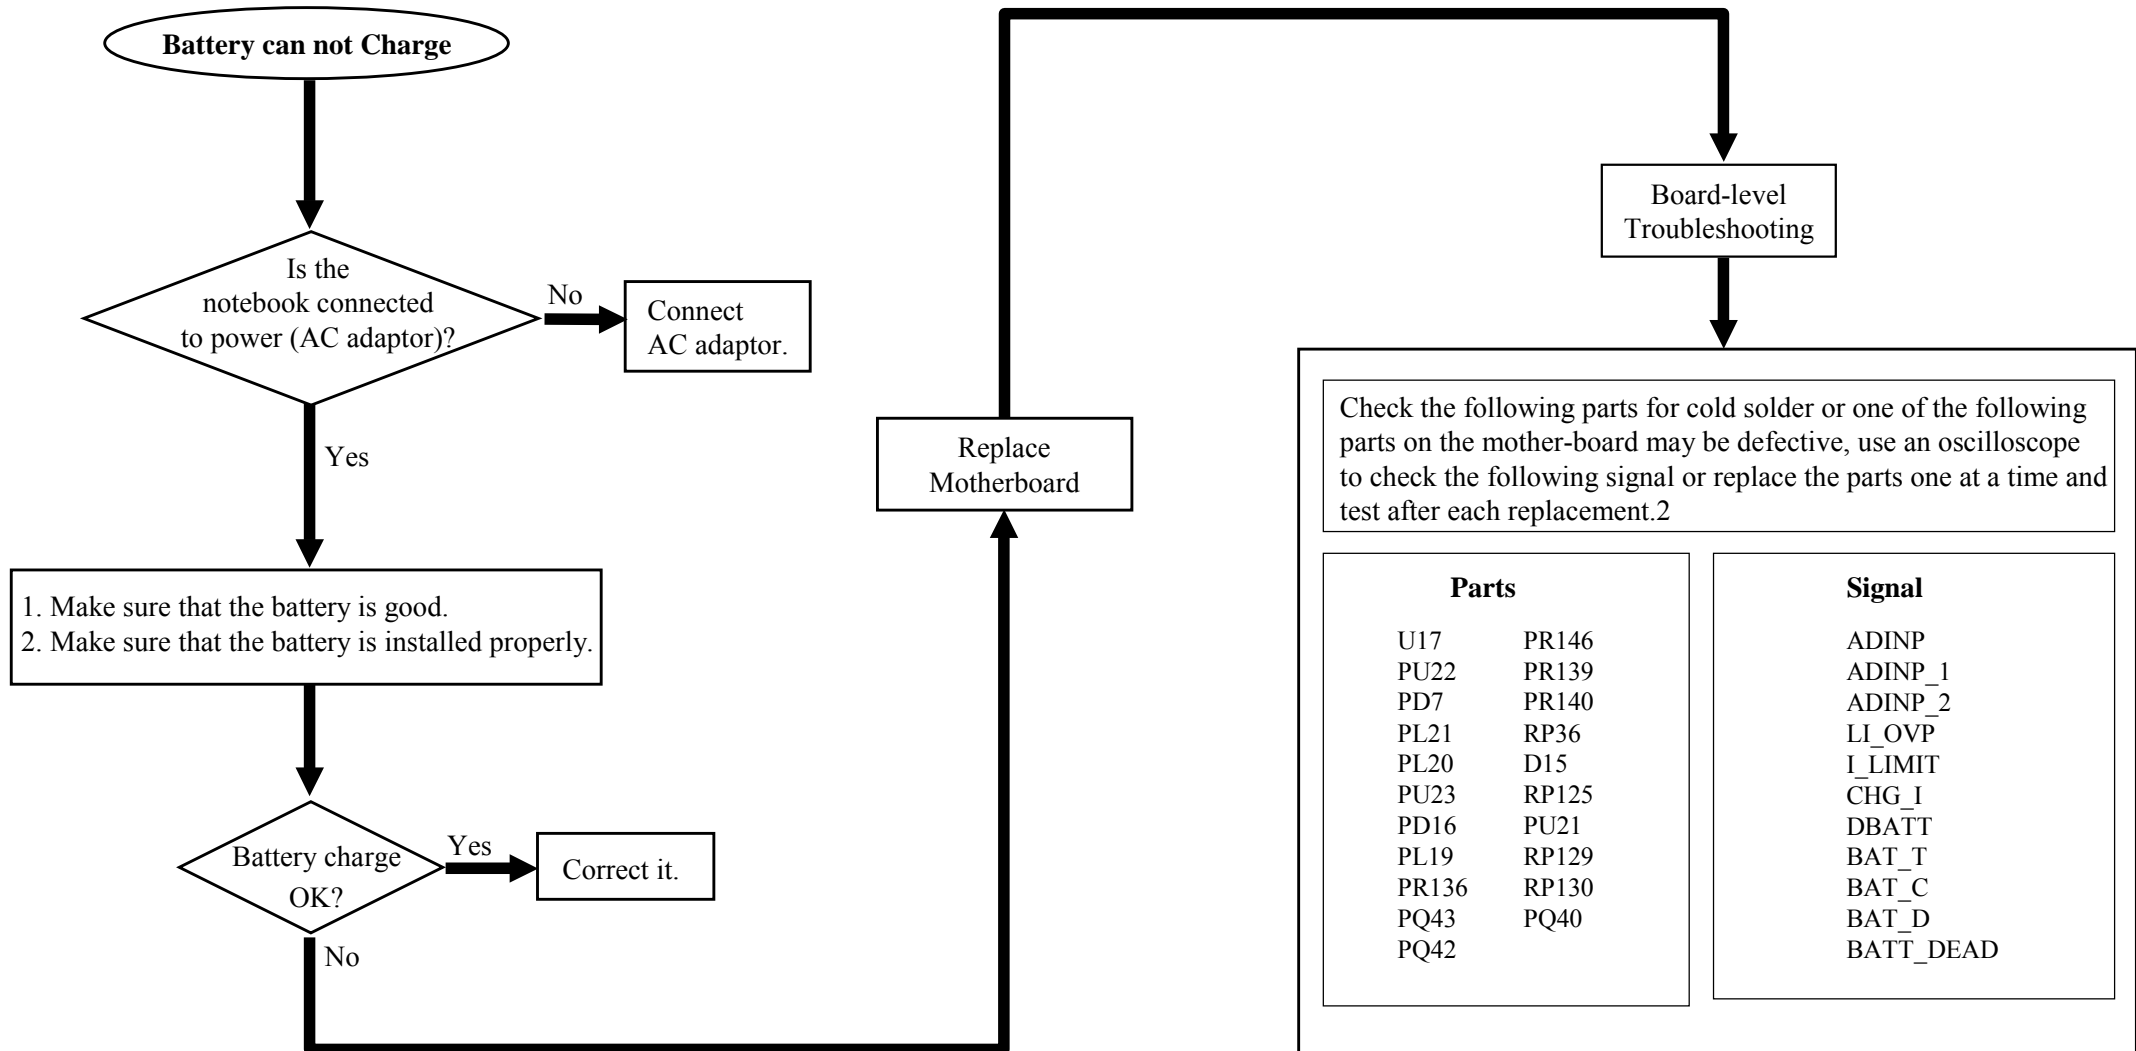 Battery can not Charge
Is the
notebook connected
to power (AC adaptor)?
No
Connect
AC adaptor.
Yes
1. Make sure that the battery is good.
2. Make sure that the battery is installed properly.
Battery charge
OK?
Yes
Correct it.
No
Replace
Motherboard
Board-level
Troubleshooting
Check the following parts for cold solder or one of the following
parts on the mother-board may be defective, use an oscilloscope
to check the following signal or replace the parts one at a time and
test after each replacement.2
Parts
U17
PU22
PD7
PL21
PL20
PU23
PD16
PL19
PR136
PQ43
PQ42
PR146
PR139
PR140
RP36
D15
RP125
PU21
RP129
RP130
PQ40
Signal
ADINP
ADINP_1
ADINP_2
LI_OVP
I_LIMIT
CHG_I
DBATT
BAT_T
BAT_C
BAT_D
BATT_DEAD